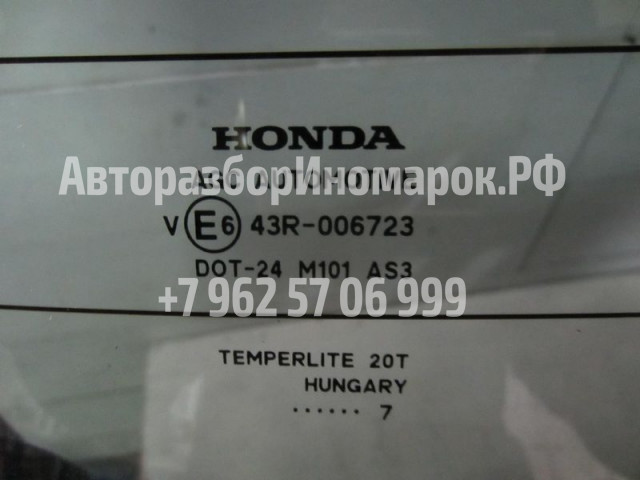 HONDA
АвторазборИномарок.РФ
AUTOMOTIVE
V E6 43R-006723
DOT-24 M101 AS3
+7 962 57 06 999
TEMPERLITE 20T
HUNGARY
...... 7